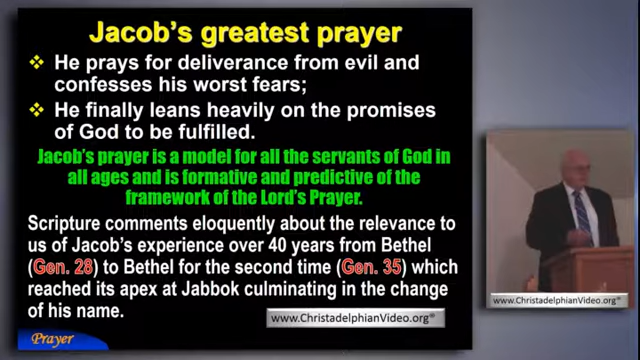 Jacob's greatest prayer
He prays for deliverance from evil and
confesses his worst fears;
He finally leans heavily on the promises
of God to be fulfilled.
Jacob's prayer is a model for all the servants of God in
all ages and is formative and predictive of the
framework of the Lord's Prayer.
Scripture comments eloquently about the relevance to
us of Jacob's experience over 40 years from Bethel
(Gen. 28) to Bethel for the second time (Gen. 35) which
reached its apex at Jabbok culminating in the change
of his name.
www.ChristadelphianVideo.org®
Prayer
www.ChristadelphianVideo.org®